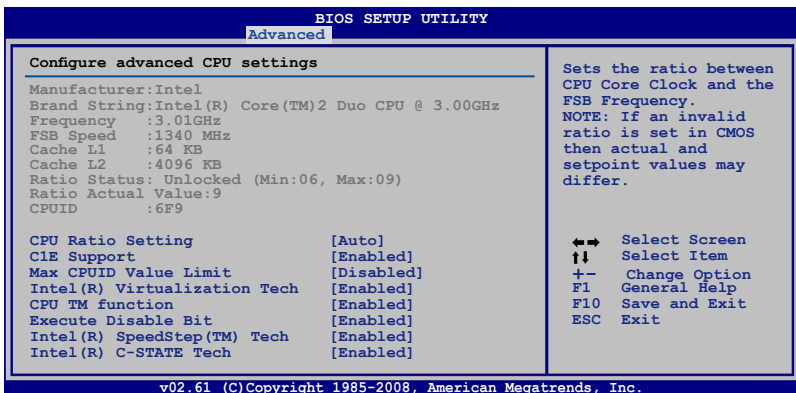 BIOS SETUP UTILITY
Advanced
Configure advanced CPU settings
Manufacturer:Intel
Brand String:Intel(R) Core(TM)2 Duo CPU @ 3.00GHz
Frequency :3.01GHz
FSB Speed :1340 MHz
Cache L1 :64 KB
Cache L2 :4096 KB
Ratio Status: Unlocked (Min:06, Max:09)
Ratio Actual Value:9
CPUID :6F9
CPU Ratio Setting [Auto]
C1E Support [Enabled]
Max CPUID Value Limit [Disabled]
Intel(R) Virtualization Tech [Enabled]
CPU TM function [Enabled]
Execute Disable Bit [Enabled]
Intel(R) SpeedStep(TM) Tech [Enabled]
Intel(R) C-STATE Tech [Enabled]
Sets the ratio between
CPU Core Clock and the
FSB Frequency.
NOTE: If an invalid
ratio is set in CMOS
then actual and
setpoint values may
differ.
←→ Select Screen
↑↓ Select Item
+- Change Option
F1 General Help
F10 Save and Exit
ESC Exit
v02.61 (C)Copyright 1985-2008, American Megatrends, Inc.